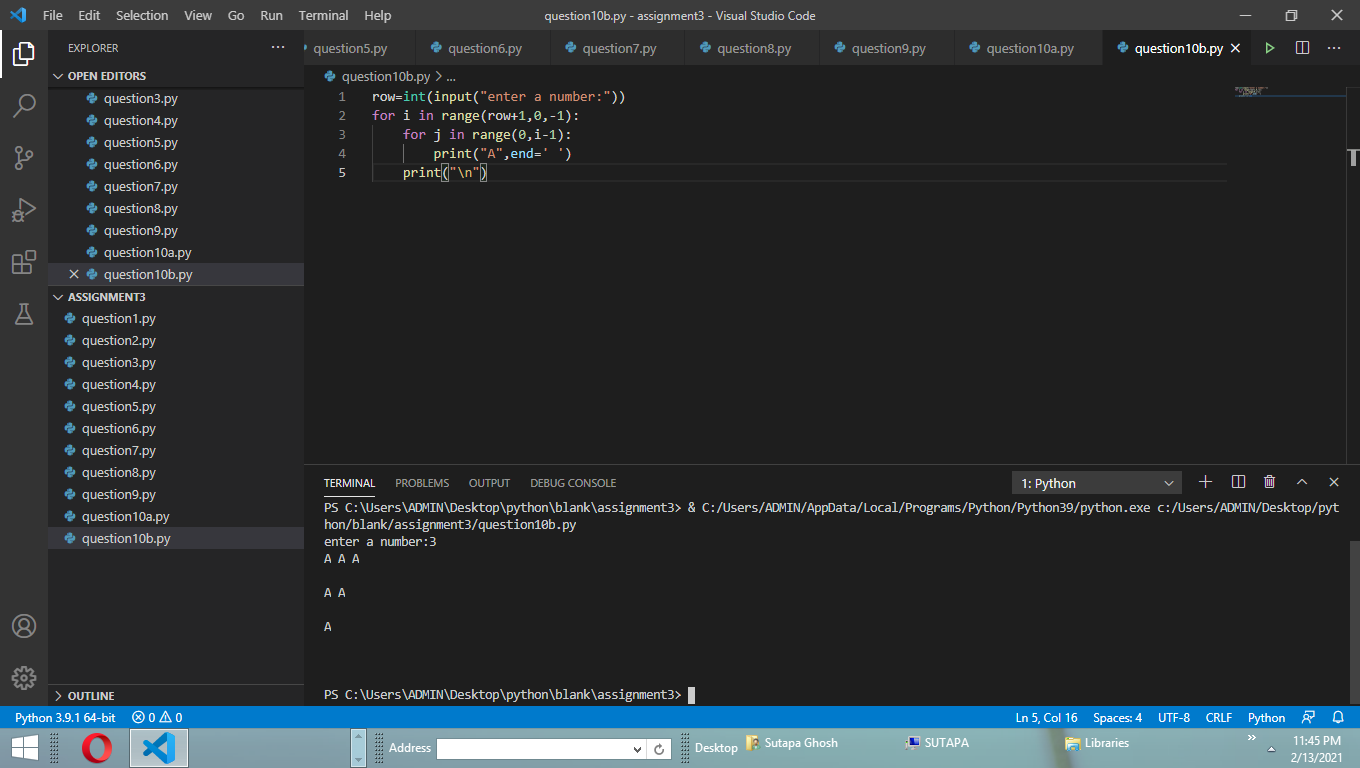 File Edit Selection View Go Run Terminal Help question10b.py - assignment3 - Visual Studio Code
EXPLORER
question5.py question6.py question7.py question8.py question9.py question10a.py question10b.py
OPEN EDITORS
question3.py
question4.py
question5.py
question6.py
question7.py
question8.py
question9.py
question10a.py
question10b.py
ASSIGNMENT3
question1.py
question2.py
question3.py
question4.py
question5.py
question6.py
question7.py
question8.py
question9.py
question10a.py
question10b.py
OUTLINE
question10b.py > ...
1 row=int(input("enter a number:"))
2 for i in range(row+1,0,-1):
3     for j in range(0,i-1):
4         print("A",end=' ')
5     print("\n")
TERMINAL PROBLEMS OUTPUT DEBUG CONSOLE 1: Python
PS C:\Users\ADMIN\Desktop\python\blank\assignment3> & C:/Users/ADMIN/AppData/Local/Programs/Python/Python39/python.exe c:/Users/ADMIN/Desktop/pyt
hon/blank/assignment3/question10b.py
enter a number:3
A A A
A A
A
PS C:\Users\ADMIN\Desktop\python\blank\assignment3>
Python 3.9.1 64-bit 0 0 Ln 5, Col 16 Spaces: 4 UTF-8 CRLF Python
Address Desktop Sutapa Ghosh SUTAPA Libraries 11:45 PM
2/13/2021